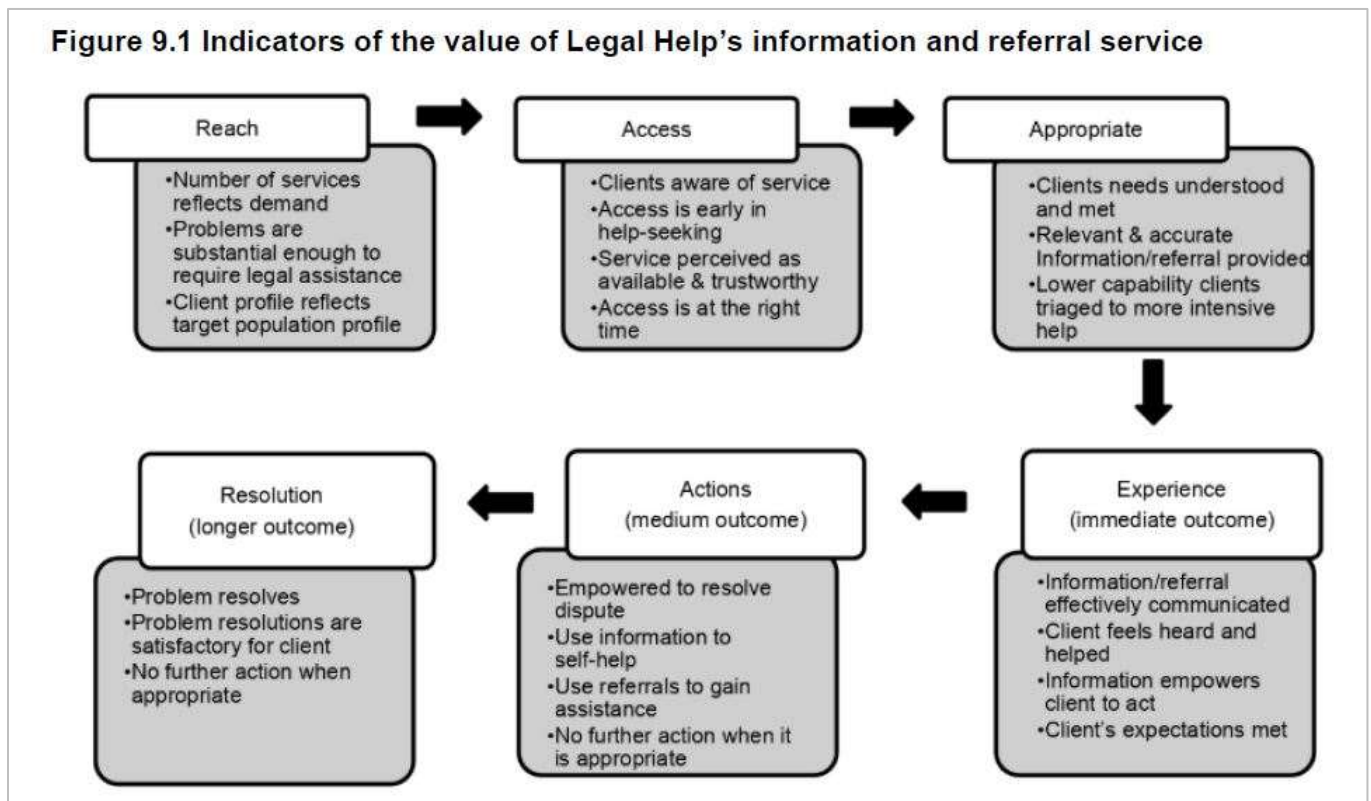 Figure 9.1 Indicators of the value of Legal Help's information and referral service
Reach
•Number of services
reflects demand
•Problems are
substantial enough to
require legal assistance
•Client profile reflects
target population profile
Access
•Clients aware of service
•Access is early in
help-seeking
•Service perceived as
available & trustworthy
•Access is at the right
time
Appropriate
•Clients needs understood
and met
•Relevant & accurate
Information/referral provided
•Lower capability clients
triaged to more intensive
help
Experience
(immediate outcome)
•Information/referral
effectively communicated
•Client feels heard and
helped
•Information empowers
client to act
•Client's expectations met
Actions
(medium outcome)
•Empowered to resolve
dispute
•Use information to
self-help
•Use referrals to gain
assistance
•No further action when it
is appropriate
Resolution
(longer outcome)
•Problem resolves
•Problem resolutions are
satisfactory for client
•No further action when
appropriate